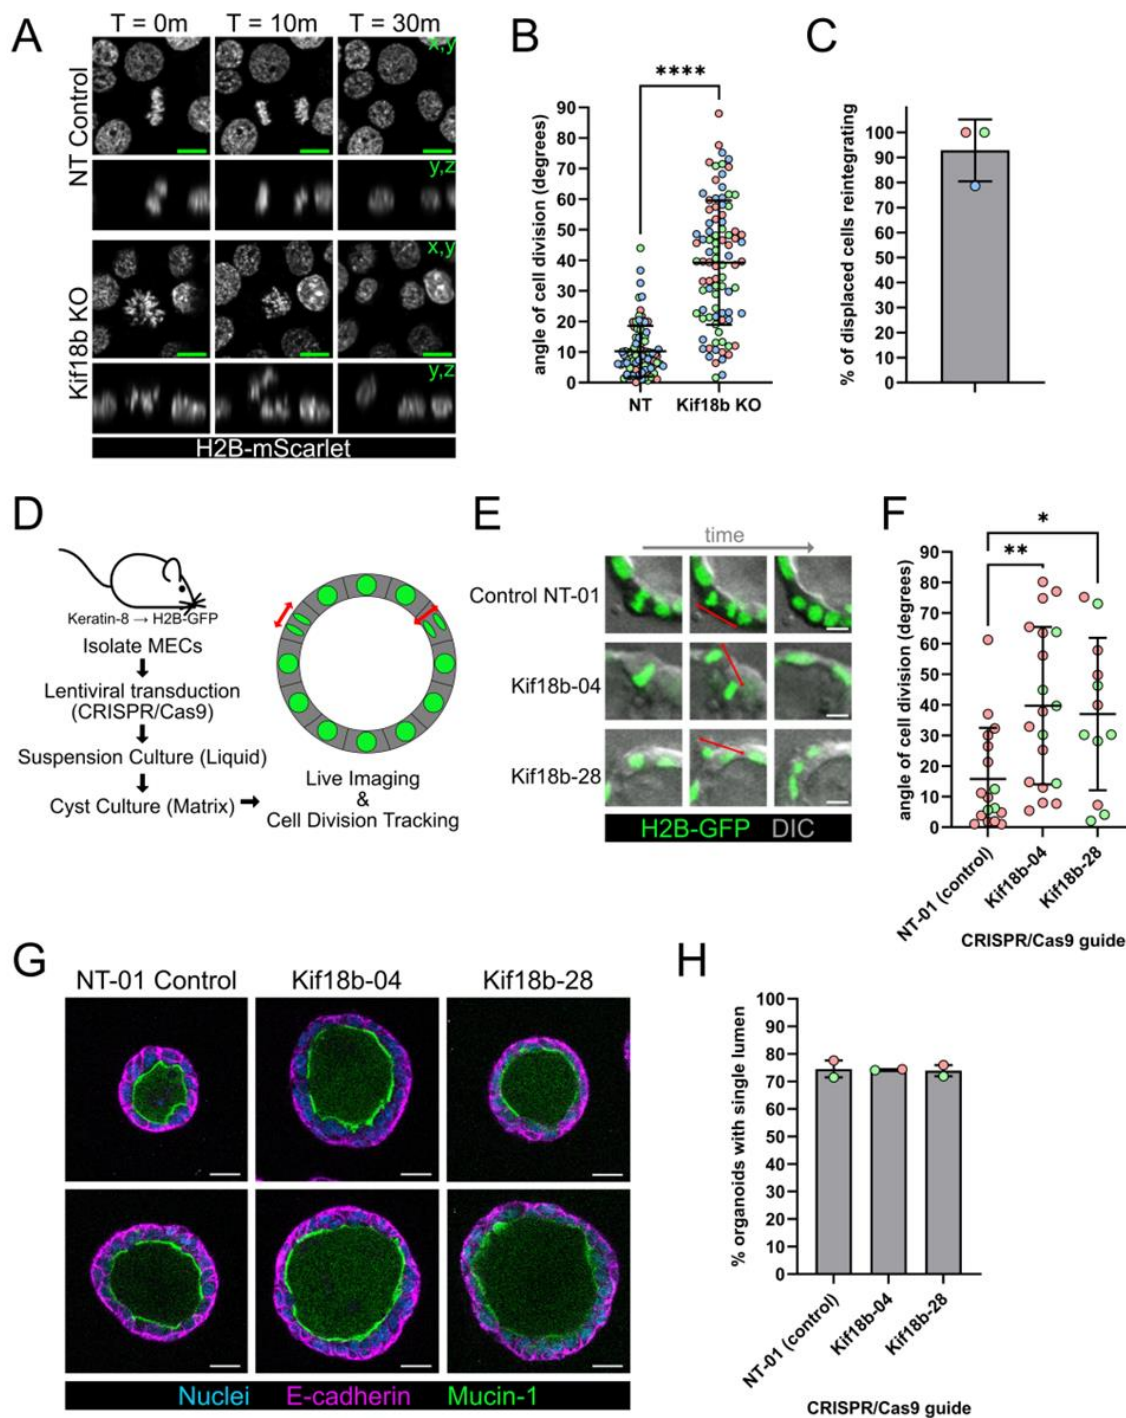 A
T = 0m T = 10m T = 30m
NT Control
x,y
y,z
Kif18b KO
x,y
y,z
H2B-mScarlet
B
****
angle of cell division (degrees)
90
80
70
60
50
40
30
20
10
0
NT Kif18b KO
C
% of displaced cells reintegrating
100
90
80
70
60
50
40
30
20
10
0
D
Keratin-8 → H2B-GFP
Isolate MECs
Lentiviral transduction
(CRISPR/Cas9)
Suspension Culture (Liquid)
Cyst Culture (Matrix)
Live Imaging
&
Cell Division Tracking
E
time
Control NT-01
Kif18b-04
Kif18b-28
H2B-GFP DIC
F
*
**
angle of cell division (degrees)
90
80
70
60
50
40
30
20
10
0
NT-01 (control)
Kif18b-04
Kif18b-28
CRISPR/Cas9 guide
G
NT-01 Control Kif18b-04 Kif18b-28
Nuclei E-cadherin Mucin-1
H
% organoids with single lumen
100
90
80
70
60
50
40
30
20
10
0
NT-01 (control)
Kif18b-04
Kif18b-28
CRISPR/Cas9 guide